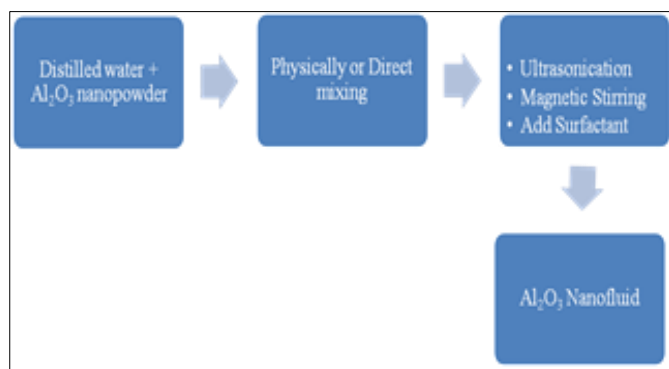 Distilled water +
Al₂O₃ nanopowder
Physically or Direct
mixing
• Ultrasonication
• Magnetic Stirring
• Add Surfactant
Al₂O₃ Nanofluid